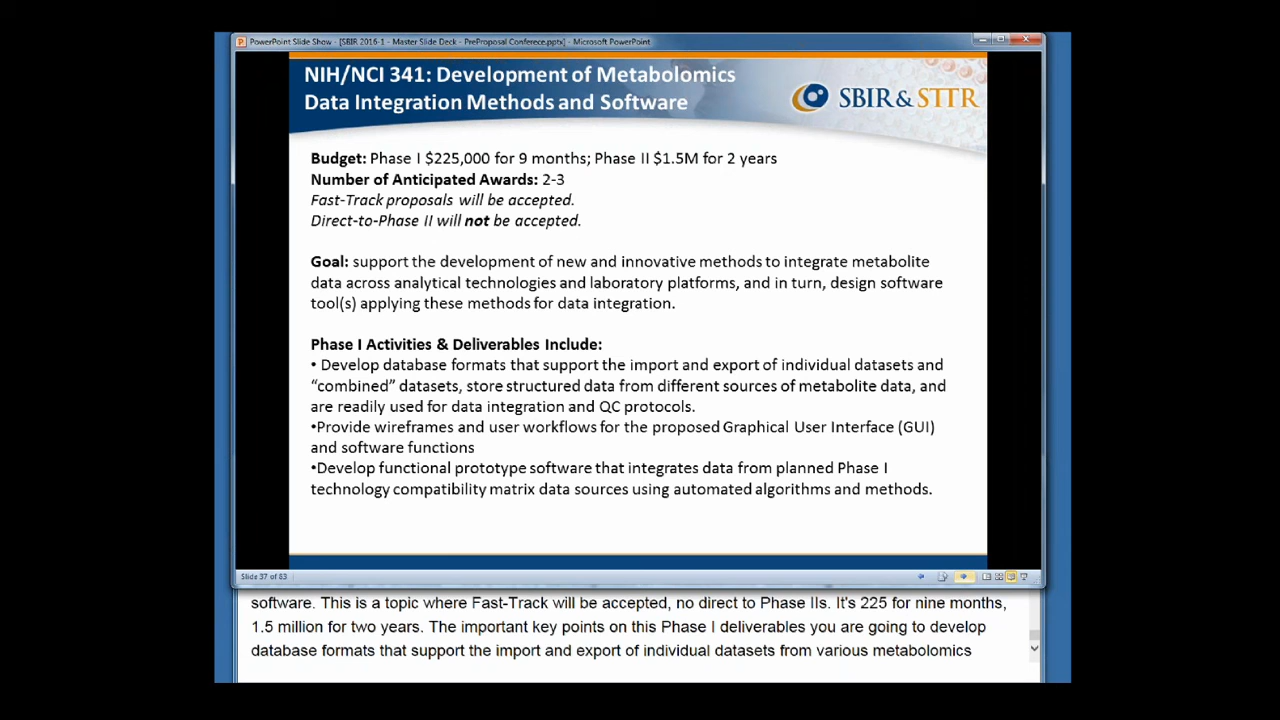 PowerPoint Slide Show - [SBIR 2016-1 - Master Slide Deck - PreProposal Conferece.pptx] - Microsoft PowerPoint
NIH/NCI 341: Development of Metabolomics
Data Integration Methods and Software
SBIR & STTR
Budget: Phase I $225,000 for 9 months; Phase II $1.5M for 2 years
Number of Anticipated Awards: 2-3
Fast-Track proposals will be accepted.
Direct-to-Phase II will not be accepted.
Goal: support the development of new and innovative methods to integrate metabolite
data across analytical technologies and laboratory platforms, and in turn, design software
tool(s) applying these methods for data integration.
Phase I Activities & Deliverables Include:
• Develop database formats that support the import and export of individual datasets and
“combined” datasets, store structured data from different sources of metabolite data, and
are readily used for data integration and QC protocols.
•Provide wireframes and user workflows for the proposed Graphical User Interface (GUI)
and software functions
•Develop functional prototype software that integrates data from planned Phase I
technology compatibility matrix data sources using automated algorithms and methods.
Slide 37 of 83
software. This is a topic where Fast-Track will be accepted, no direct to Phase IIs. It's 225 for nine months,
1.5 million for two years. The important key points on this Phase I deliverables you are going to develop
database formats that support the import and export of individual datasets from various metabolomics